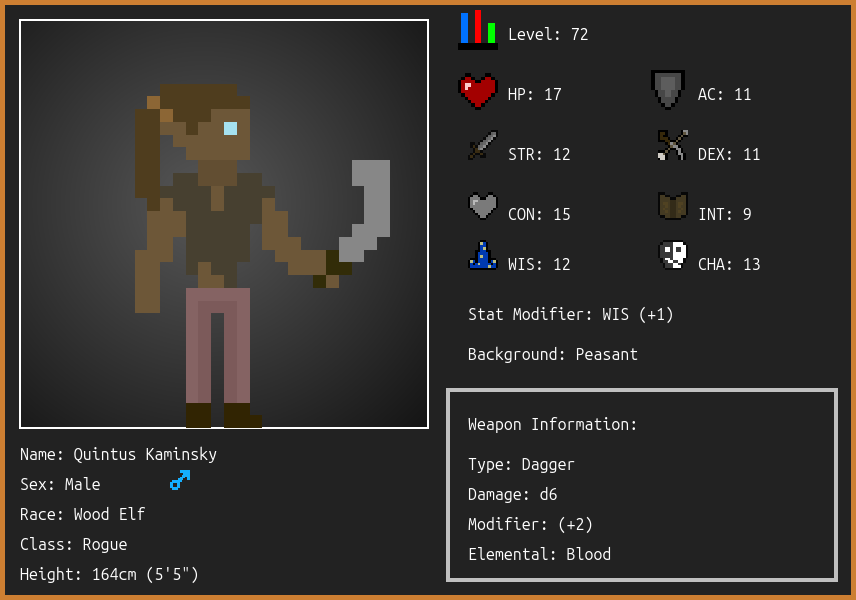 Level: 72
HP: 17
AC: 11
STR: 12
DEX: 11
CON: 15
INT: 9
WIS: 12
CHA: 13
Stat Modifier: WIS (+1)
Background: Peasant
Weapon Information:
Type: Dagger
Damage: d6
Modifier: (+2)
Elemental: Blood
Name: Quintus Kaminsky
Sex: Male
Race: Wood Elf
Class: Rogue
Height: 164cm (5'5")